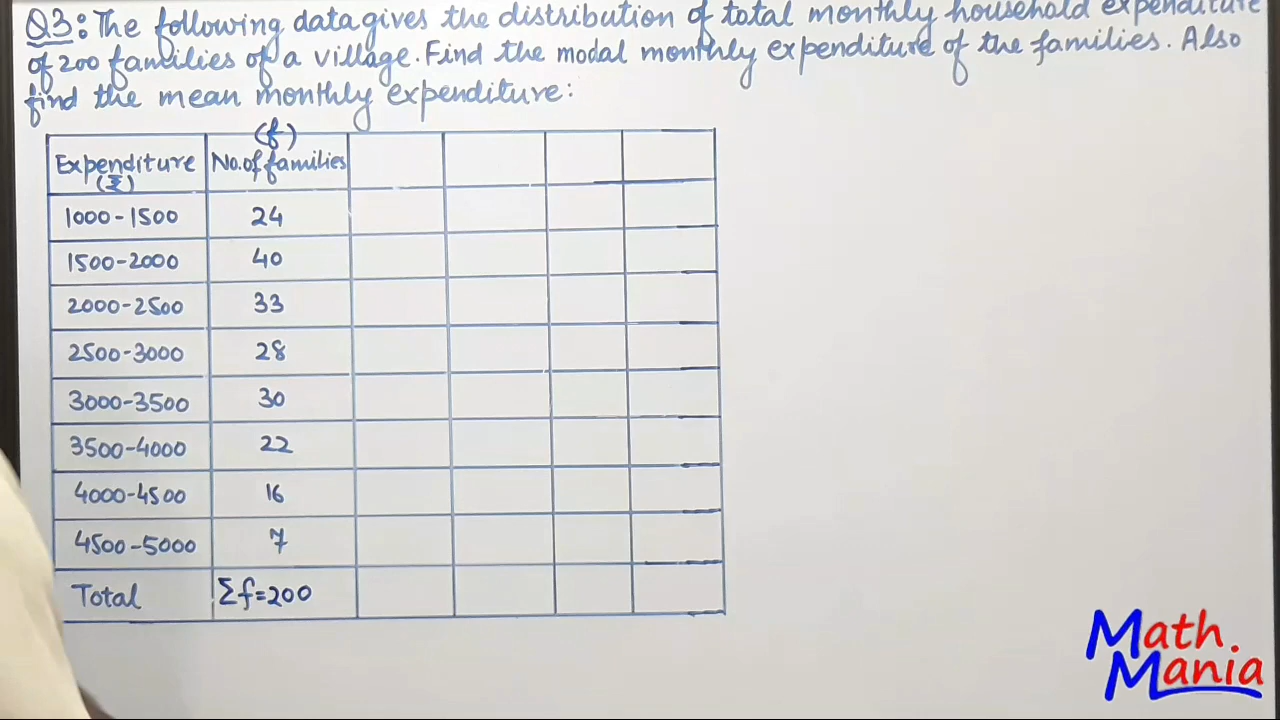 Q3: The following data gives the distribution of total monthly household expenditure
of 200 families of a village. Find the modal monthly expenditure of the families. Also
find the mean monthly expenditure:
(f)
Expenditure No. of families
(₹)
1000-1500 24
1500-2000 40
2000-2500 33
2500-3000 28
3000-3500 30
3500-4000 22
4000-4500 16
4500-5000 7
Total Σf=200
Math
Mania